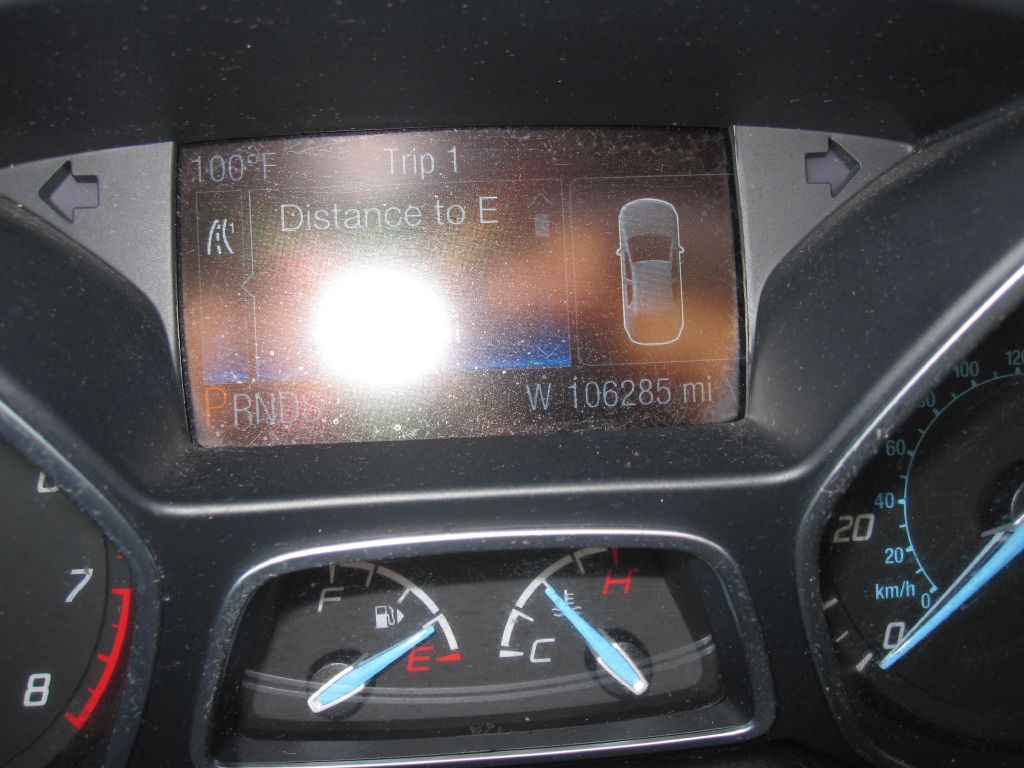 100°F Trip 1
Distance to E
PRNDS W 106285 mi
7
8
F
E
C
H
120
100
60
40
20
km/h 0
20
0